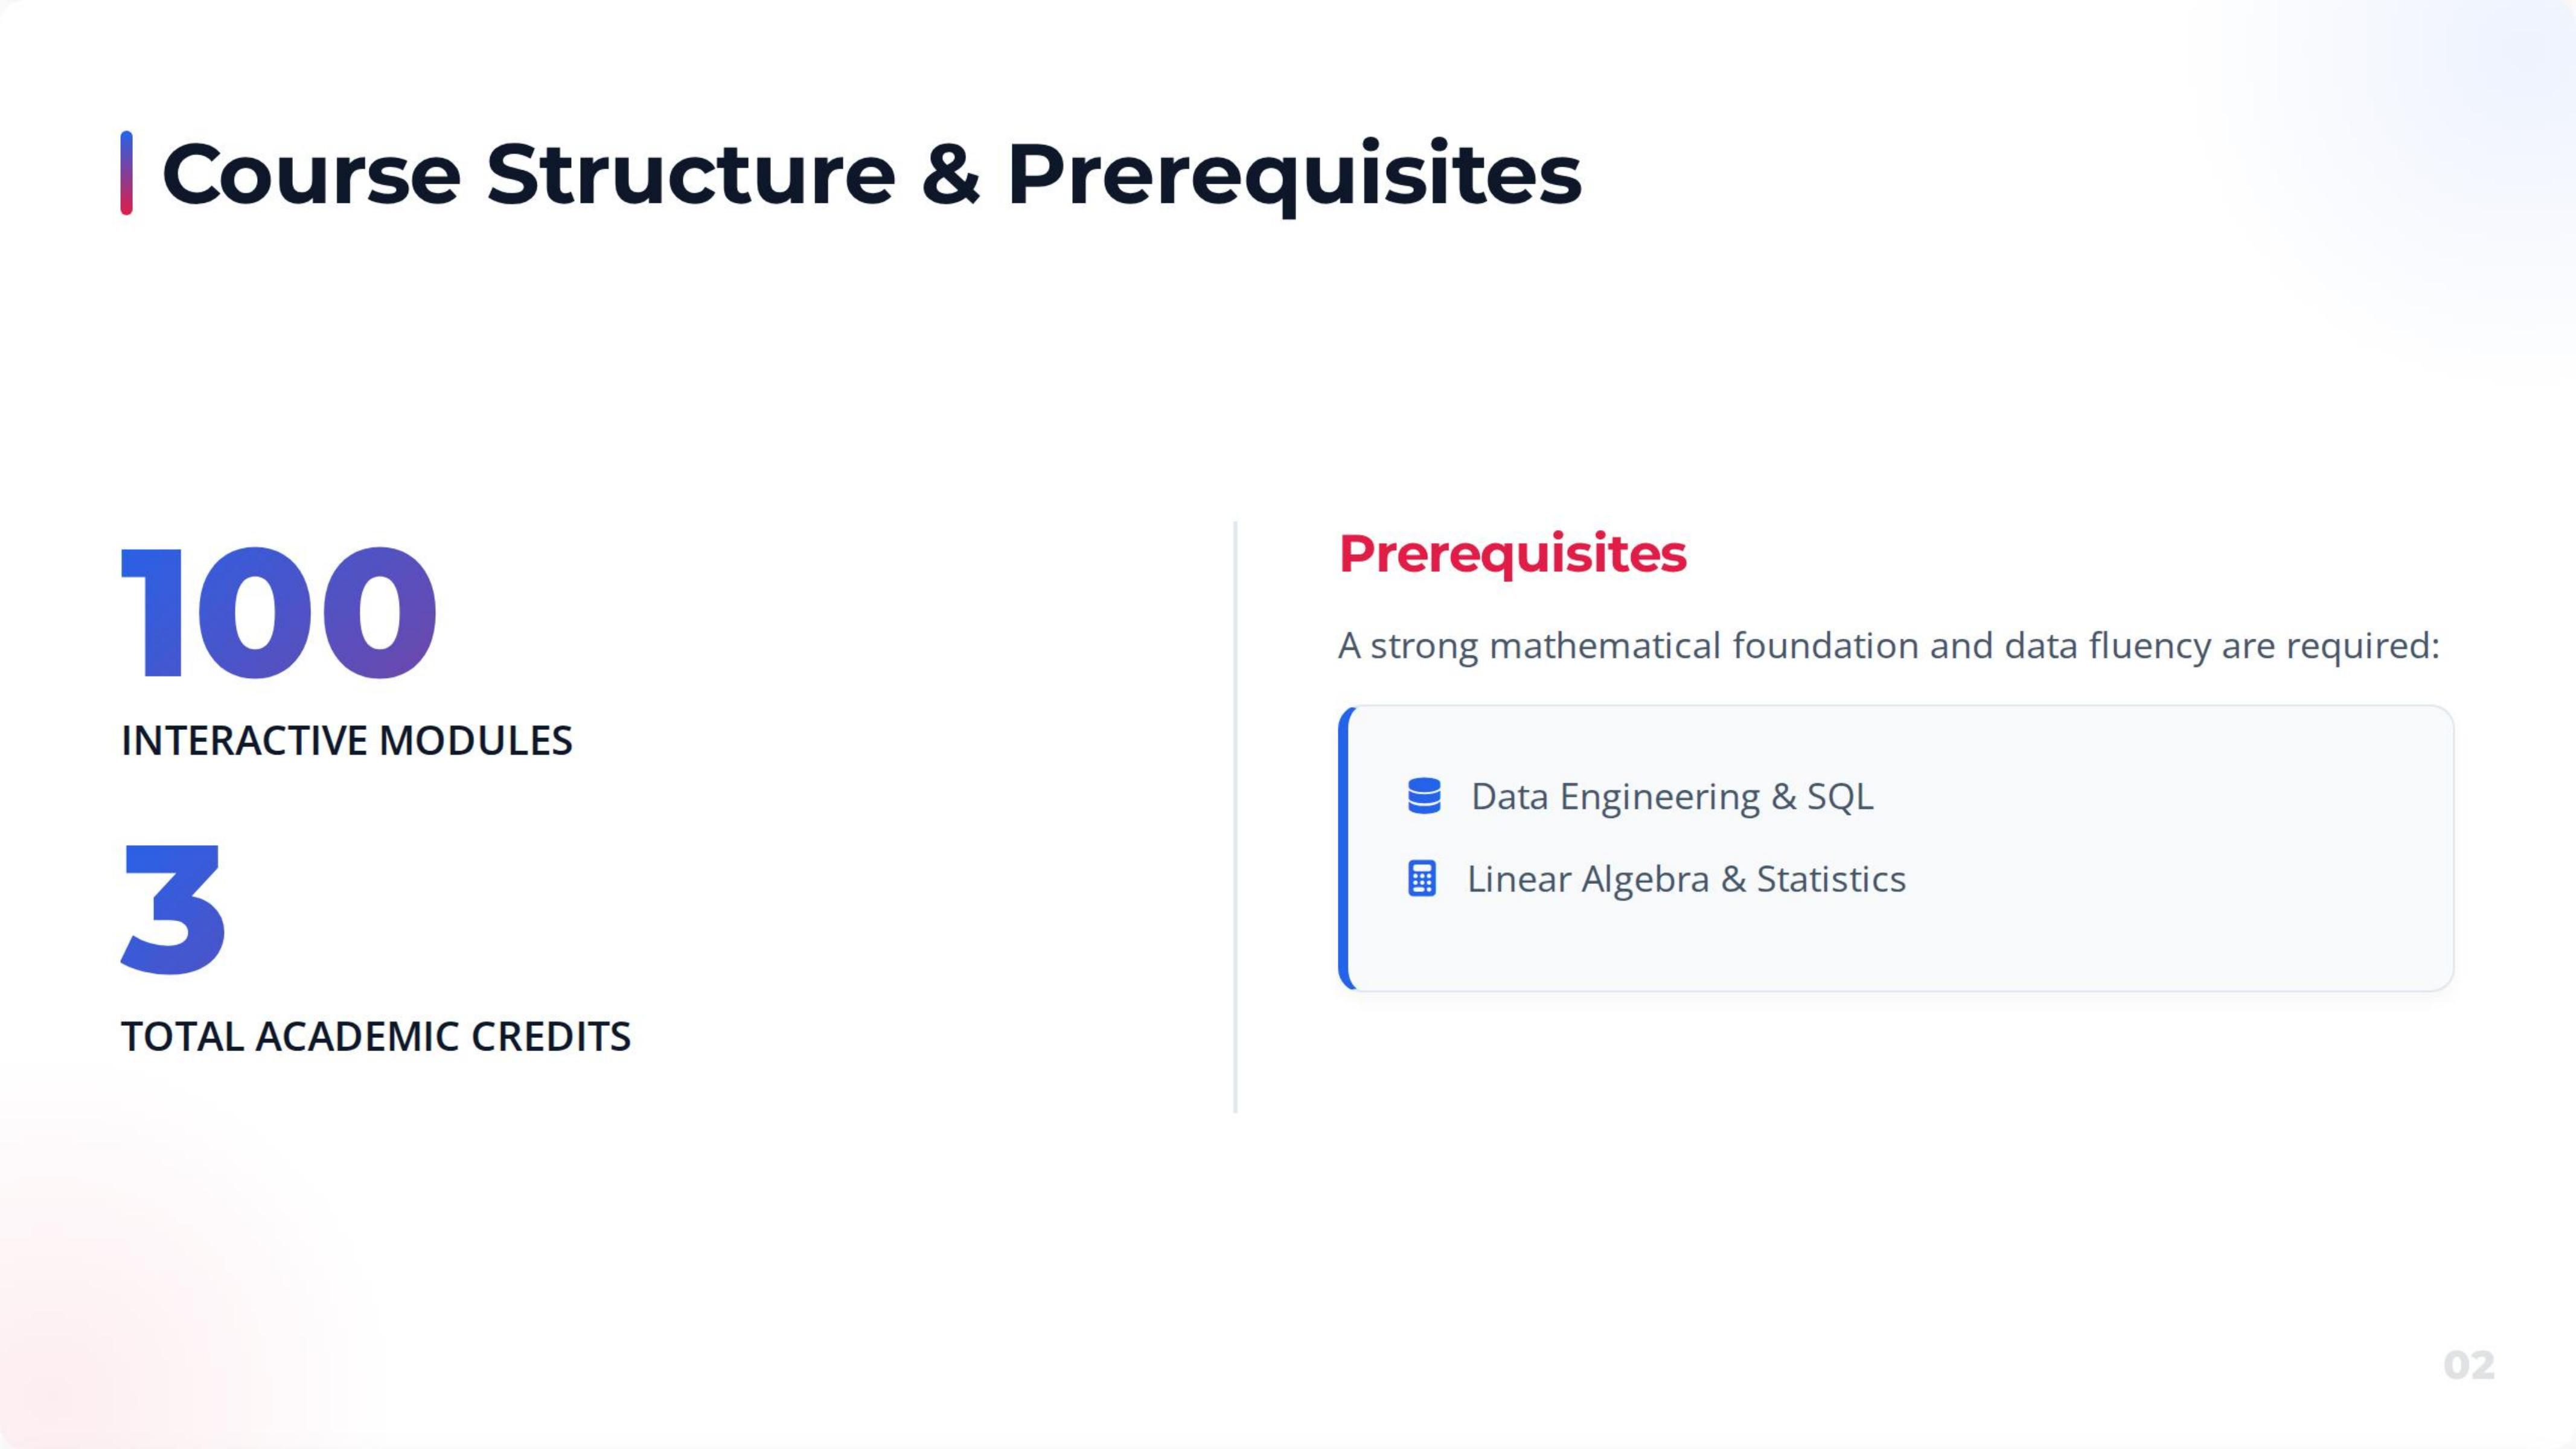 Course Structure & Prerequisites
100
INTERACTIVE MODULES
3
TOTAL ACADEMIC CREDITS
Prerequisites
A strong mathematical foundation and data fluency are required:
Data Engineering & SQL
Linear Algebra & Statistics
02